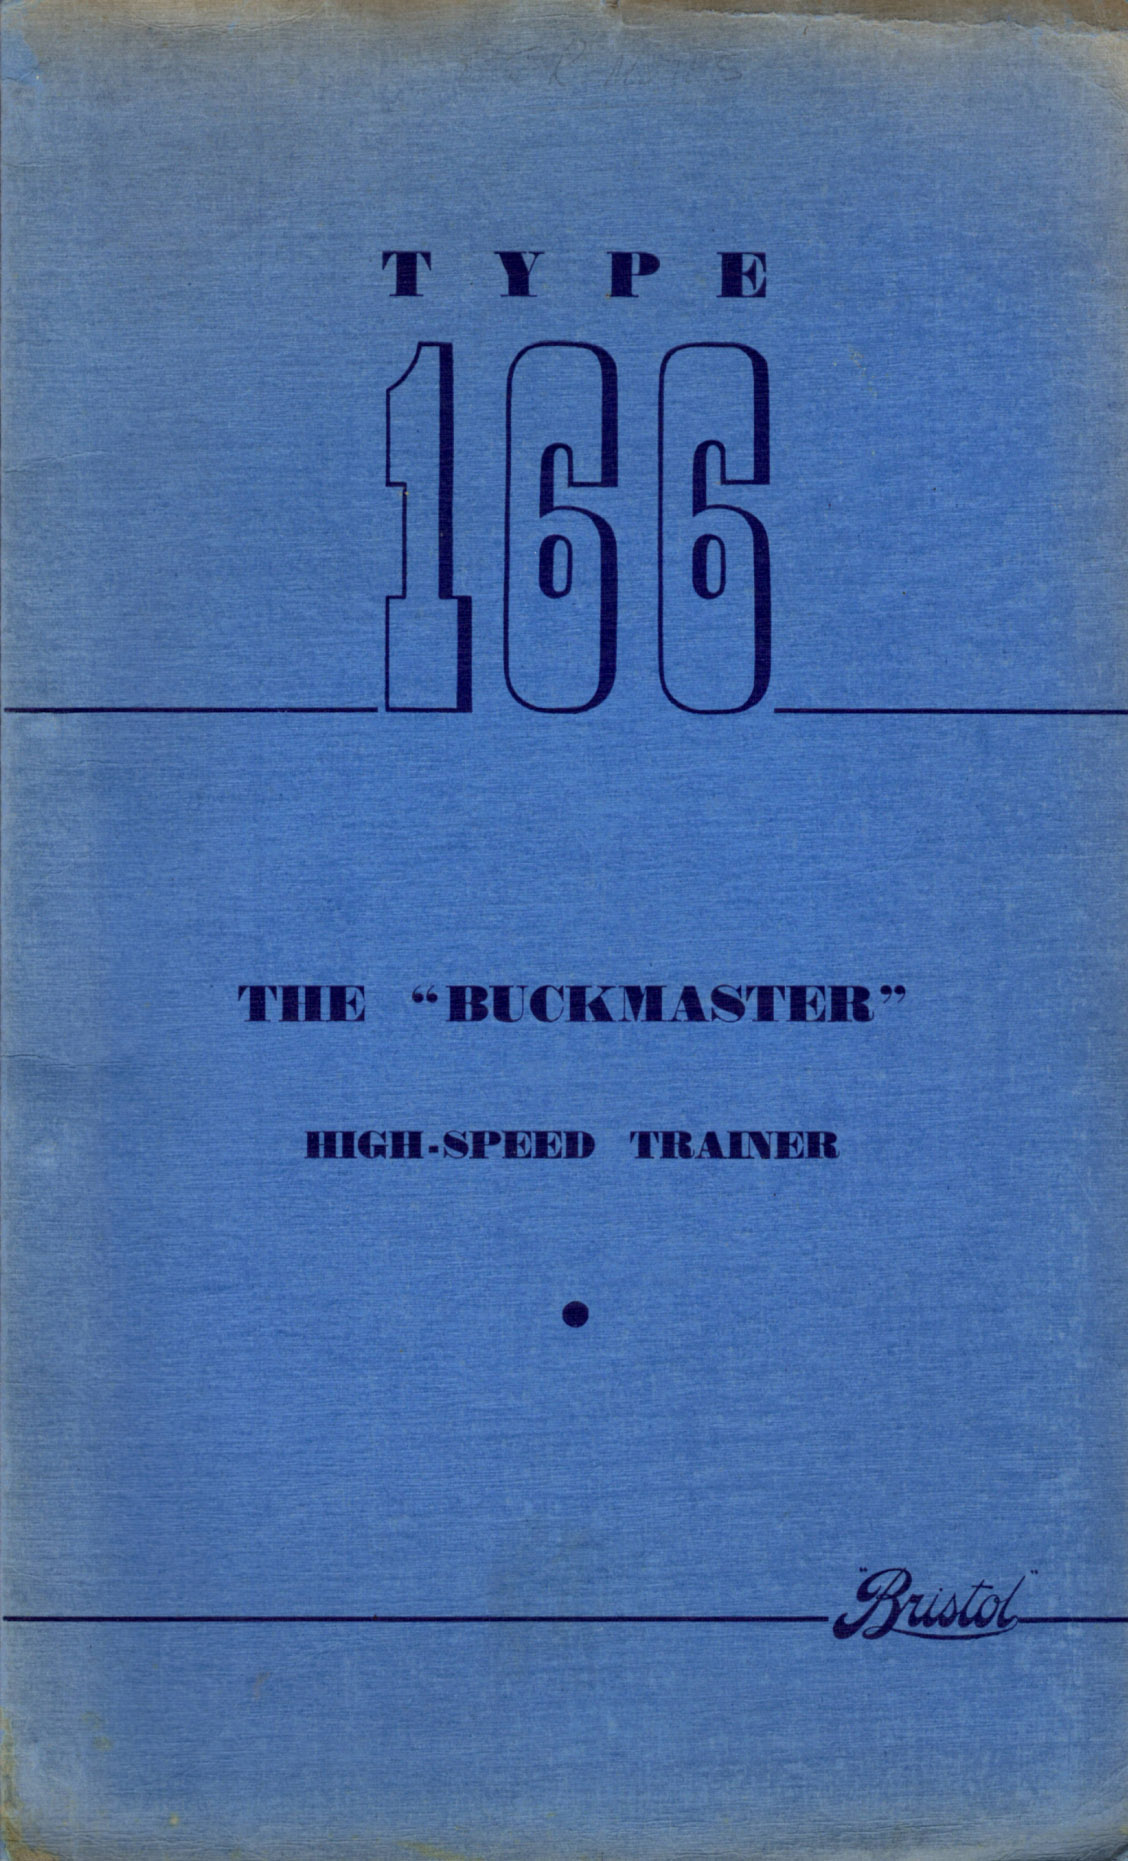 TYPE
166
THE “BUCKMASTER”
HIGH-SPEED TRAINER
"Bristol"